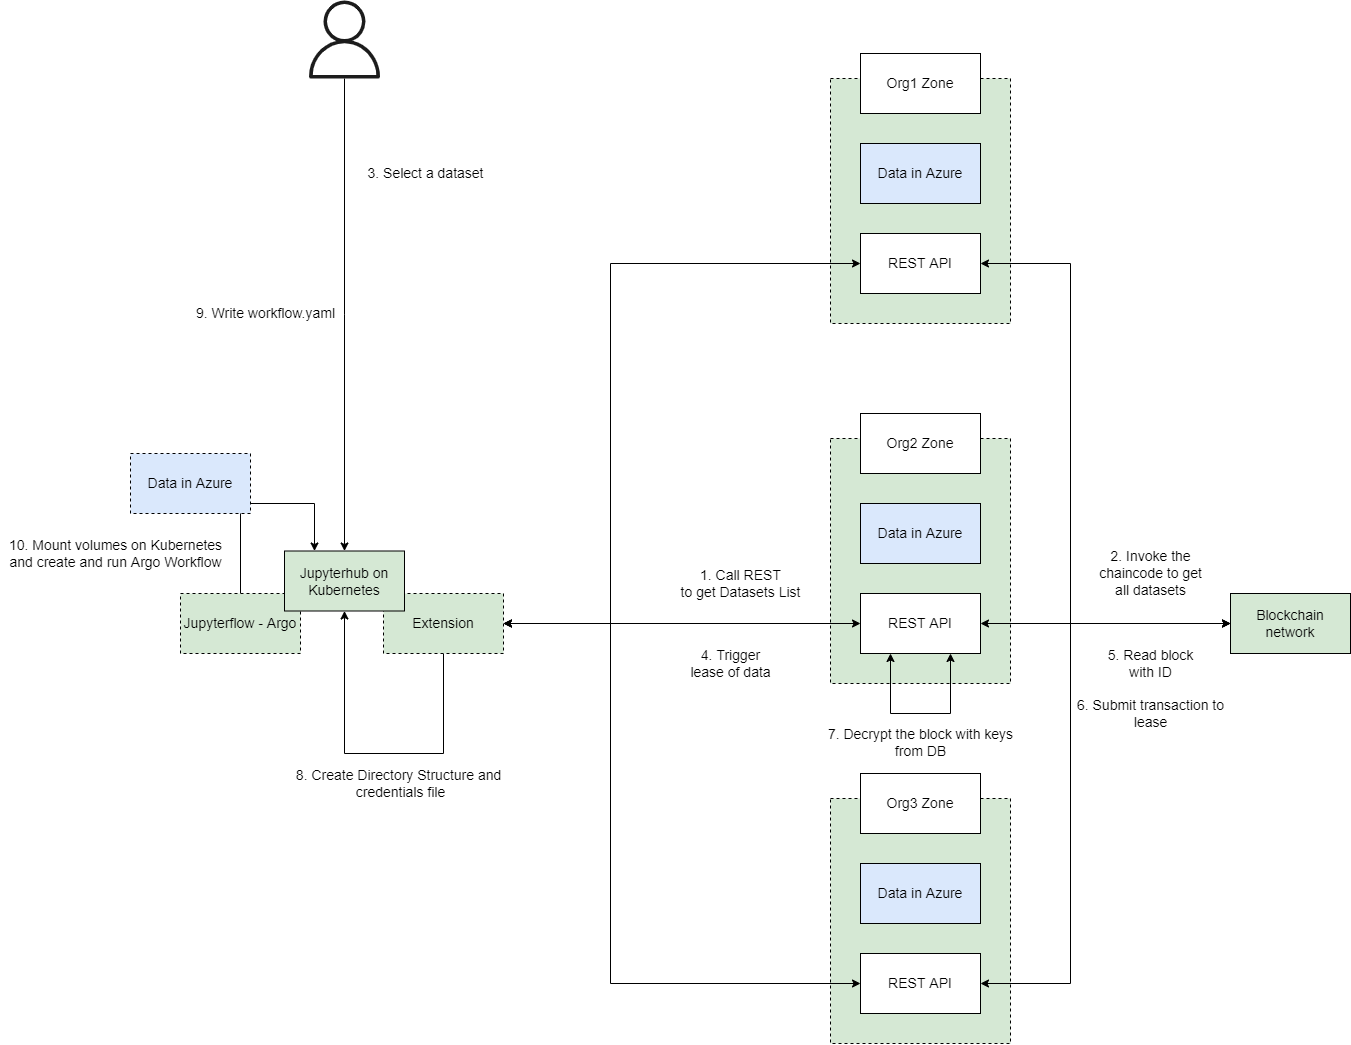 Org1 Zone
Data in Azure
3. Select a dataset
REST API
9. Write workflow.yaml
Org2 Zone
Data in Azure
Data in Azure
10. Mount volumes on Kubernetes
and create and run Argo Workflow
Jupyterhub on
Kubernetes
1. Call REST
to get Datasets List
2. Invoke the
chaincode to get
all datasets
Jupyterflow - Argo
Extension
REST API
Blockchain
network
4. Trigger
lease of data
5. Read block
with ID
6. Submit transaction to
lease
7. Decrypt the block with keys
from DB
8. Create Directory Structure and
credentials file
Org3 Zone
Data in Azure
REST API